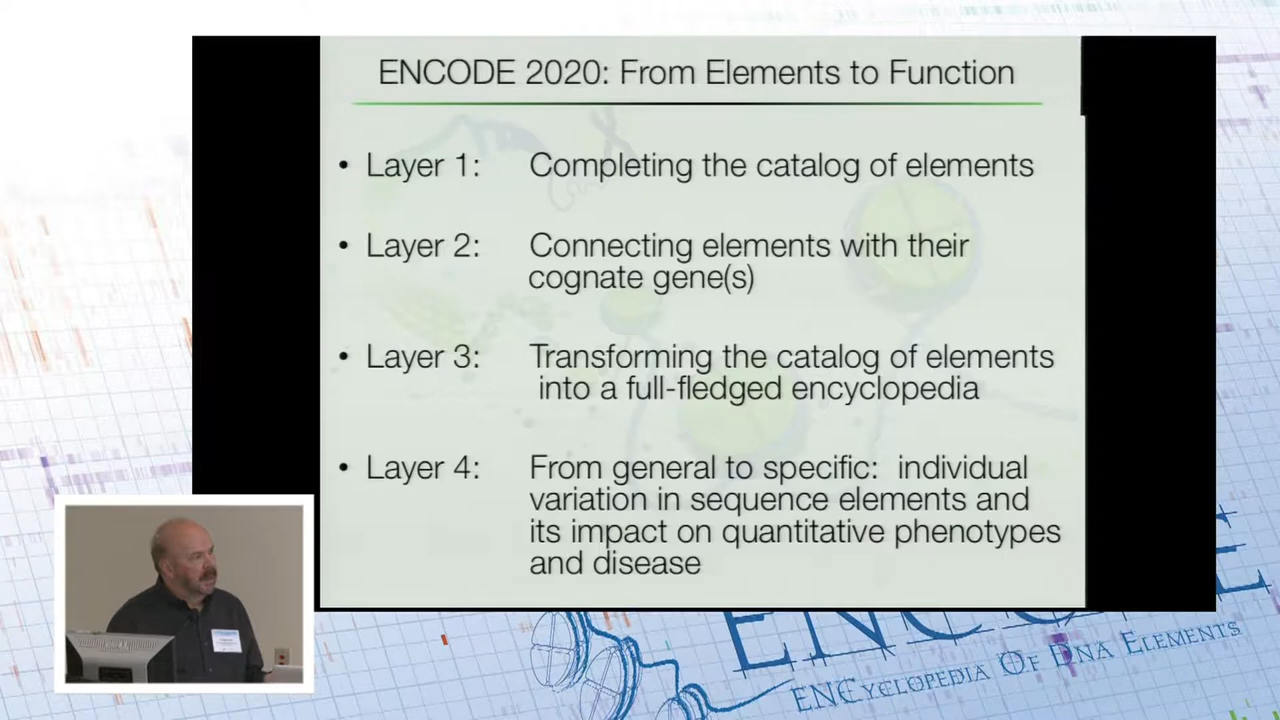 ENCODE 2020: From Elements to Function
• Layer 1: Completing the catalog of elements
• Layer 2: Connecting elements with their
cognate gene(s)
• Layer 3: Transforming the catalog of elements
into a full-fledged encyclopedia
• Layer 4: From general to specific: individual
variation in sequence elements and
its impact on quantitative phenotypes
and disease
ENCODE
ENCYCLOPEDIA OF DNA ELEMENTS